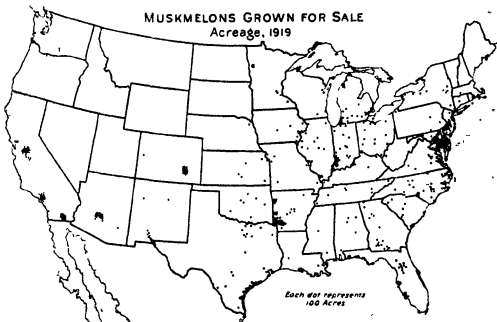 MUSKMELONS GROWN FOR SALE
Acreage, 1919
Each dot represents
100 Acres